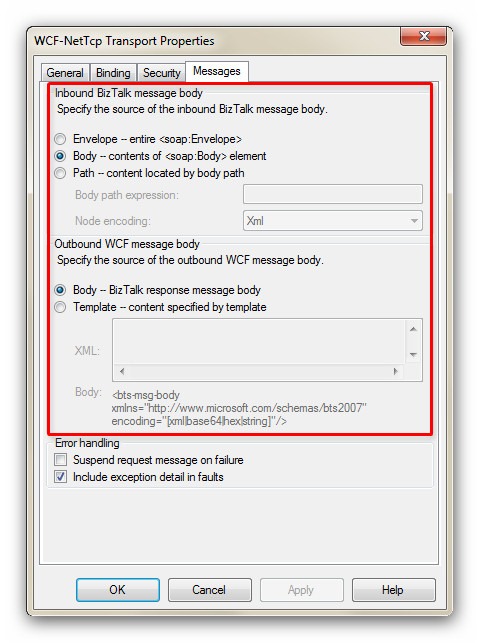 WCF-NetTcp Transport Properties
General Binding Security Messages
Inbound BizTalk message body
Specify the source of the inbound BizTalk message body.
Envelope -- entire <soap:Envelope>
Body -- contents of <soap:Body> element
Path -- content located by body path
Body path expression:
Node encoding: Xml
Outbound WCF message body
Specify the source of the outbound WCF message body.
Body -- BizTalk response message body
Template -- content specified by template
XML:
Body: <bts-msg-body
xmlns="http://www.microsoft.com/schemas/bts2007"
encoding="[xml|base64|hex|string]"/>
Error handling
Suspend request message on failure
Include exception detail in faults
OK Cancel Apply Help